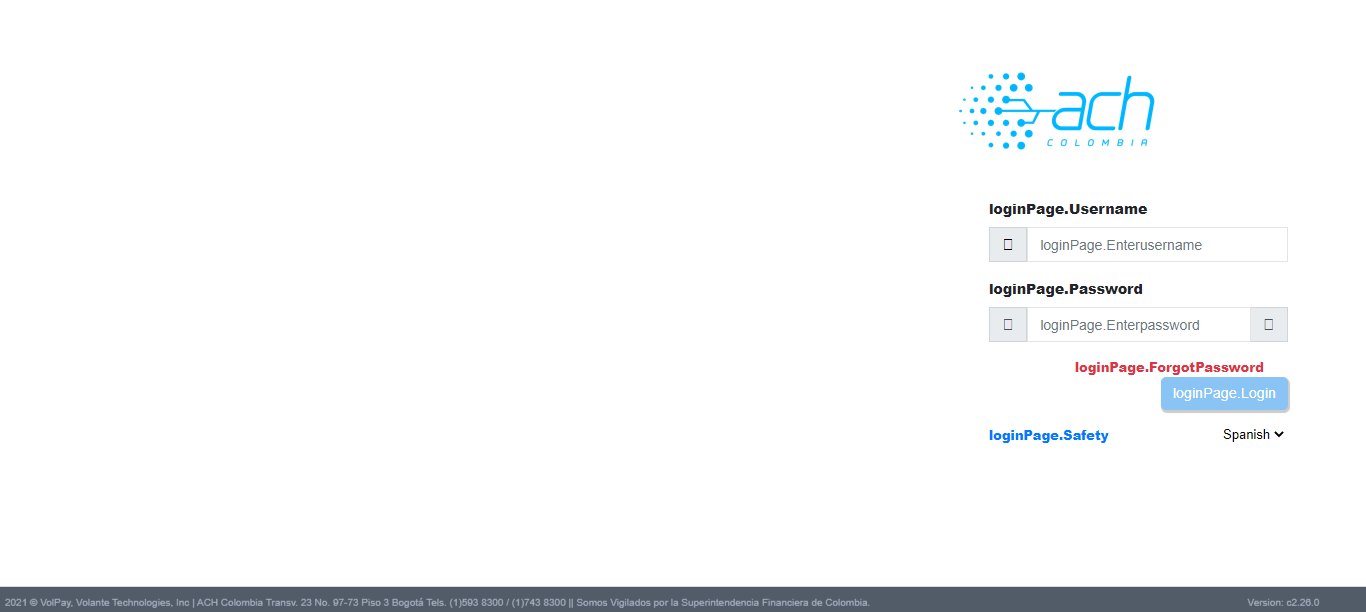 ach
COLOMBIA
loginPage.Username
loginPage.Enterusername
loginPage.Password
loginPage.Enterpassword
loginPage.ForgotPassword
loginPage.Login
loginPage.Safety
Spanish
2021 © VolPay, Volante Technologies, Inc | ACH Colombia Transv. 23 No. 97-73 Piso 3 Bogotá Tels. (1)593 8300 / (1)743 8300 || Somos Vigilados por la Superintendencia Financiera de Colombia.
Version: c2.26.0